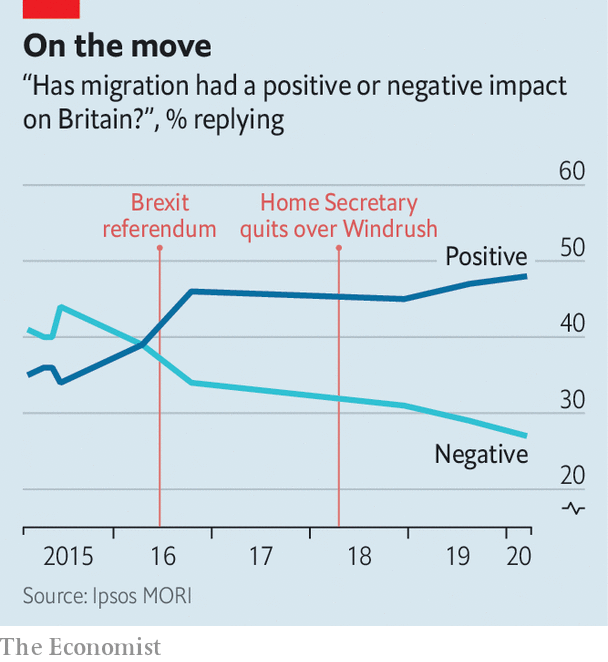 On the move
“Has migration had a positive or negative impact
on Britain?”, % replying
60
Brexit
referendum
Home Secretary
quits over Windrush
Positive
50
40
30
Negative
20
2015
16
17
18
19
20
Source: Ipsos MORI
The Economist